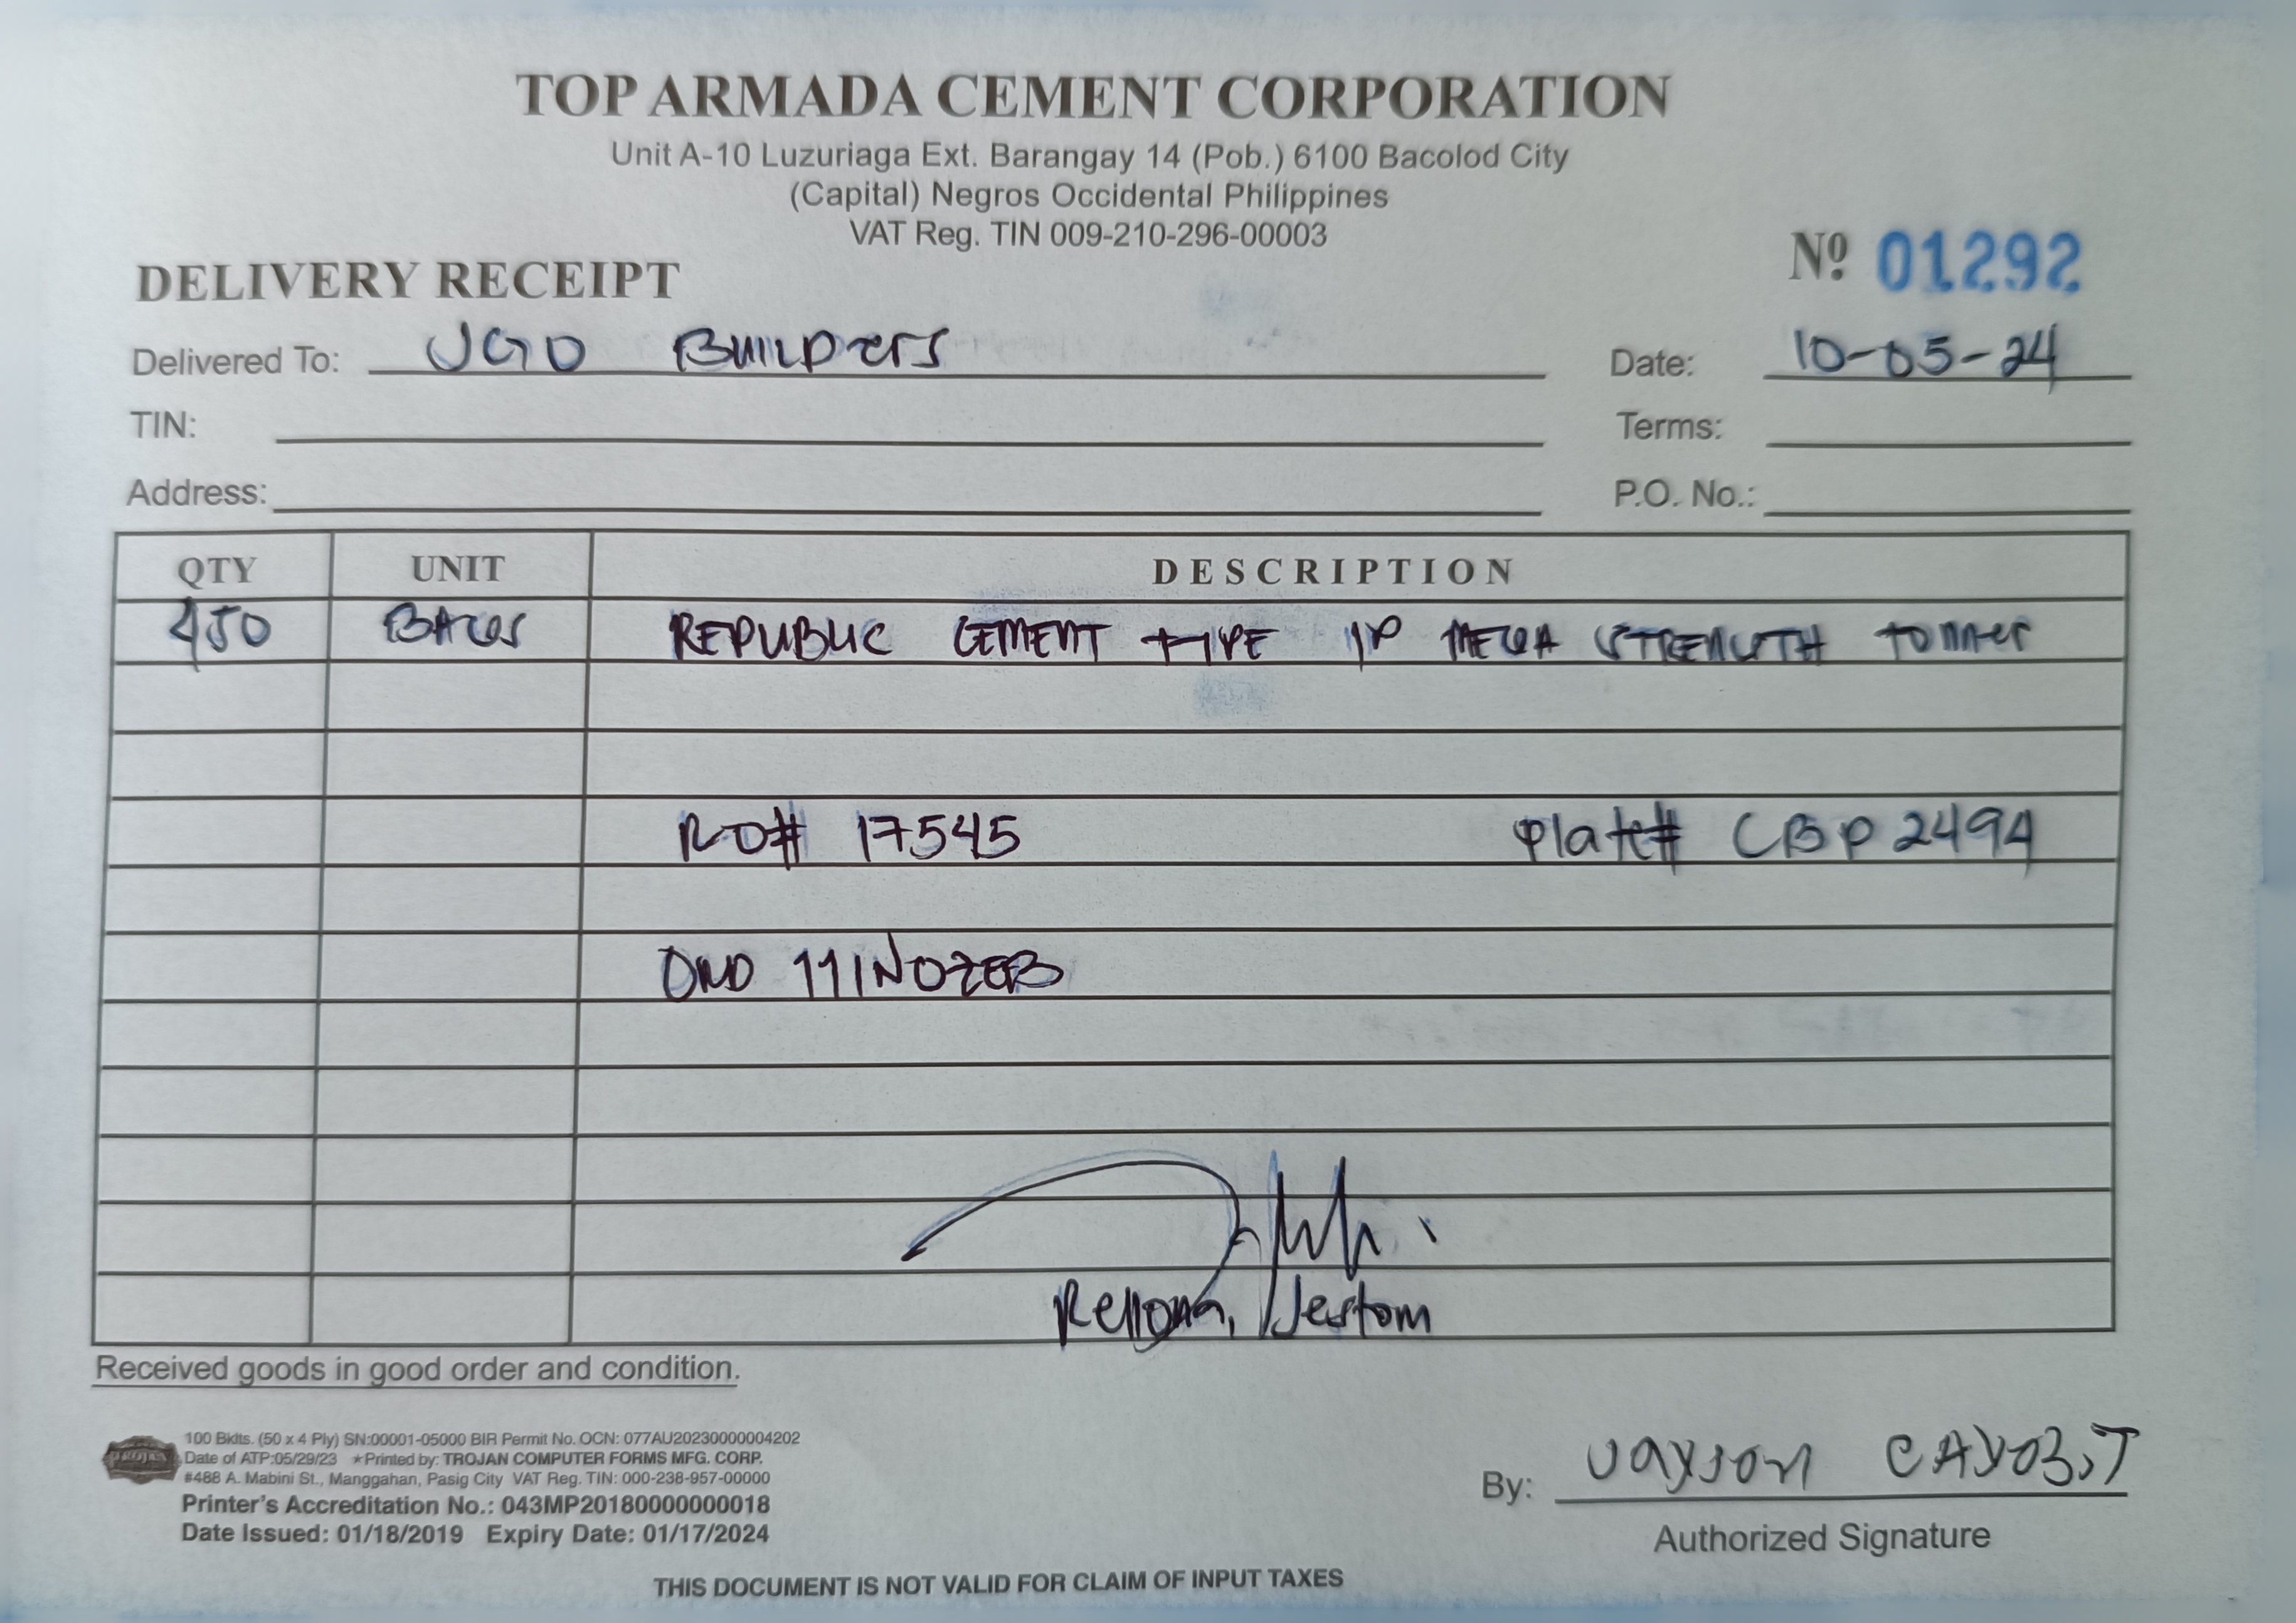 TOP ARMADA CEMENT CORPORATION
Unit A-10 Luzuriaga Ext. Barangay 14 (Pob.) 6100 Bacolod City
(Capital) Negros Occidental Philippines
VAT Reg. TIN 009-210-296-00003
DELIVERY RECEIPT
Nº 01292
Delivered To: JGD BUILDERS
Date: 10-05-24
TIN:
Terms:
Address:
P.O. No.:
QTY UNIT DESCRIPTION
450 BAGS REPUBLIC CEMENT TYPE 1P MEGA STRENGTH TONNER
RO# 17545 Plate# CBP 2494
Jestom
Received goods in good order and condition.
100 Bklts. (50 x 4 Ply) SN:00001-05000 BIR Permit No. OCN: 077AU20230000004202
Date of ATP:05/29/23 ★Printed by: TROJAN COMPUTER FORMS MFG. CORP.
#488 A. Mabini St., Manggahan, Pasig City VAT Reg. TIN: 000-238-957-00000
Printer's Accreditation No.: 043MP20180000000018
Date Issued: 01/18/2019 Expiry Date: 01/17/2024
TROJAN
By: Jayson
Authorized Signature
THIS DOCUMENT IS NOT VALID FOR CLAIM OF INPUT TAXES